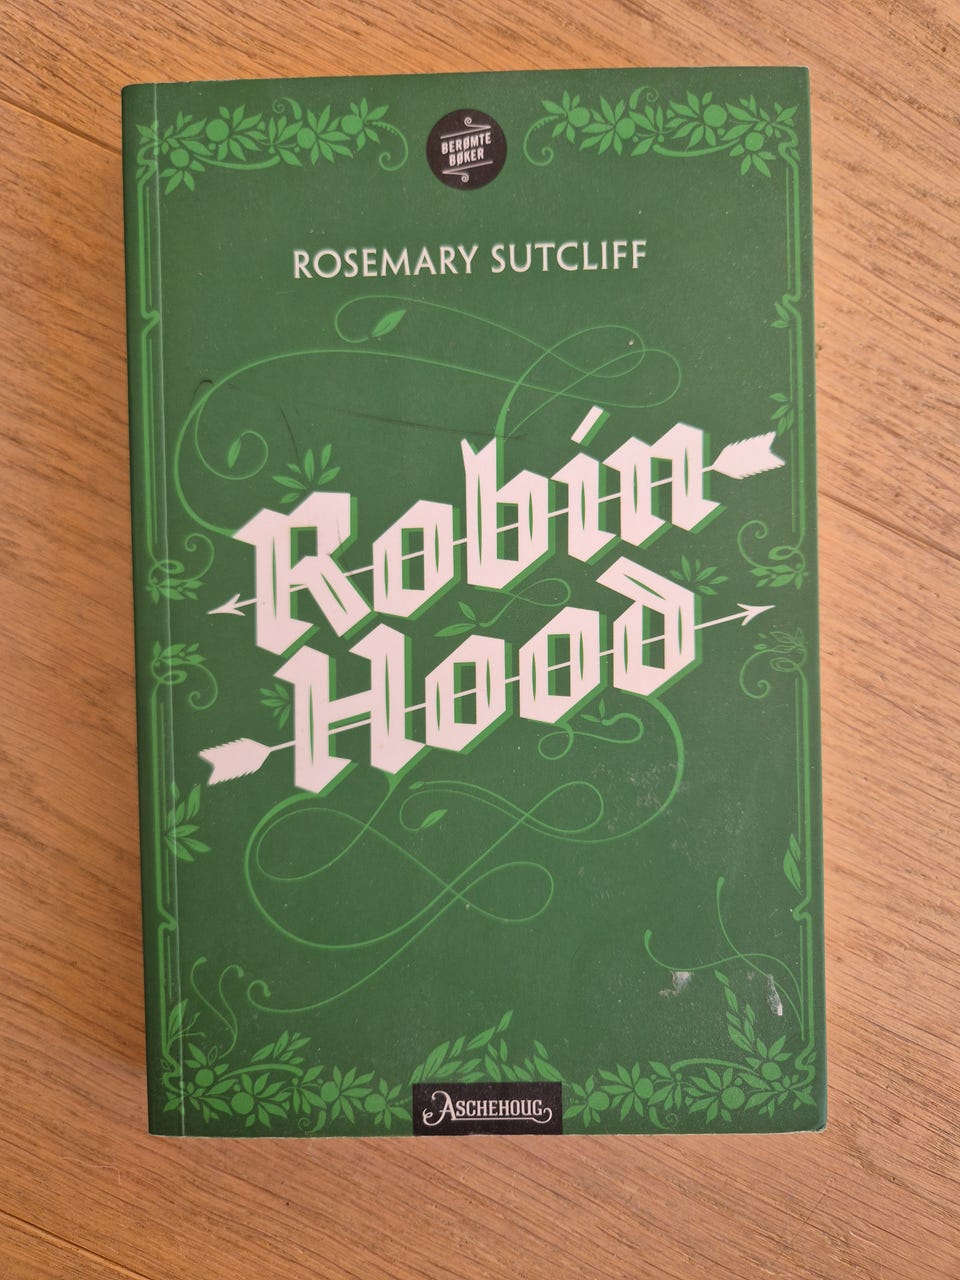 BERØMTE
BØKER
ROSEMARY SUTCLIFF
Robin
Hood
ASCHEHOUG